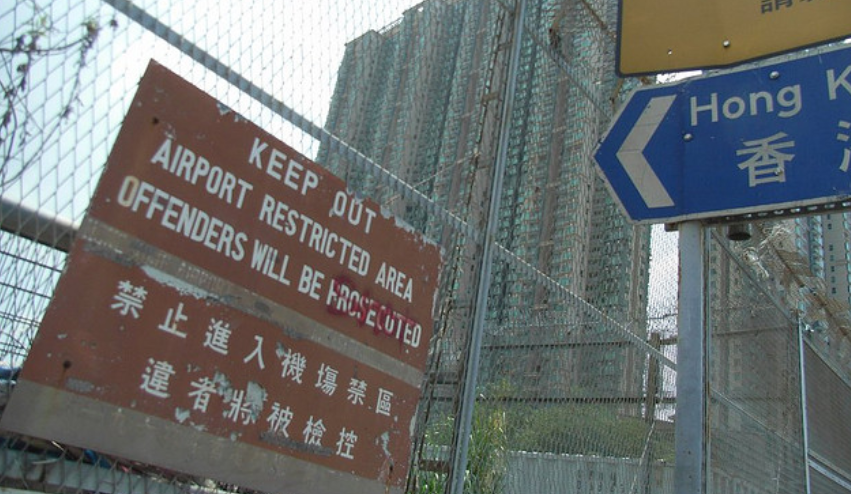 KEEP OUT
AIRPORT RESTRICTED AREA
OFFENDERS WILL BE PROSECUTED
禁止進入機場禁區
違者將被檢控
Hong
香